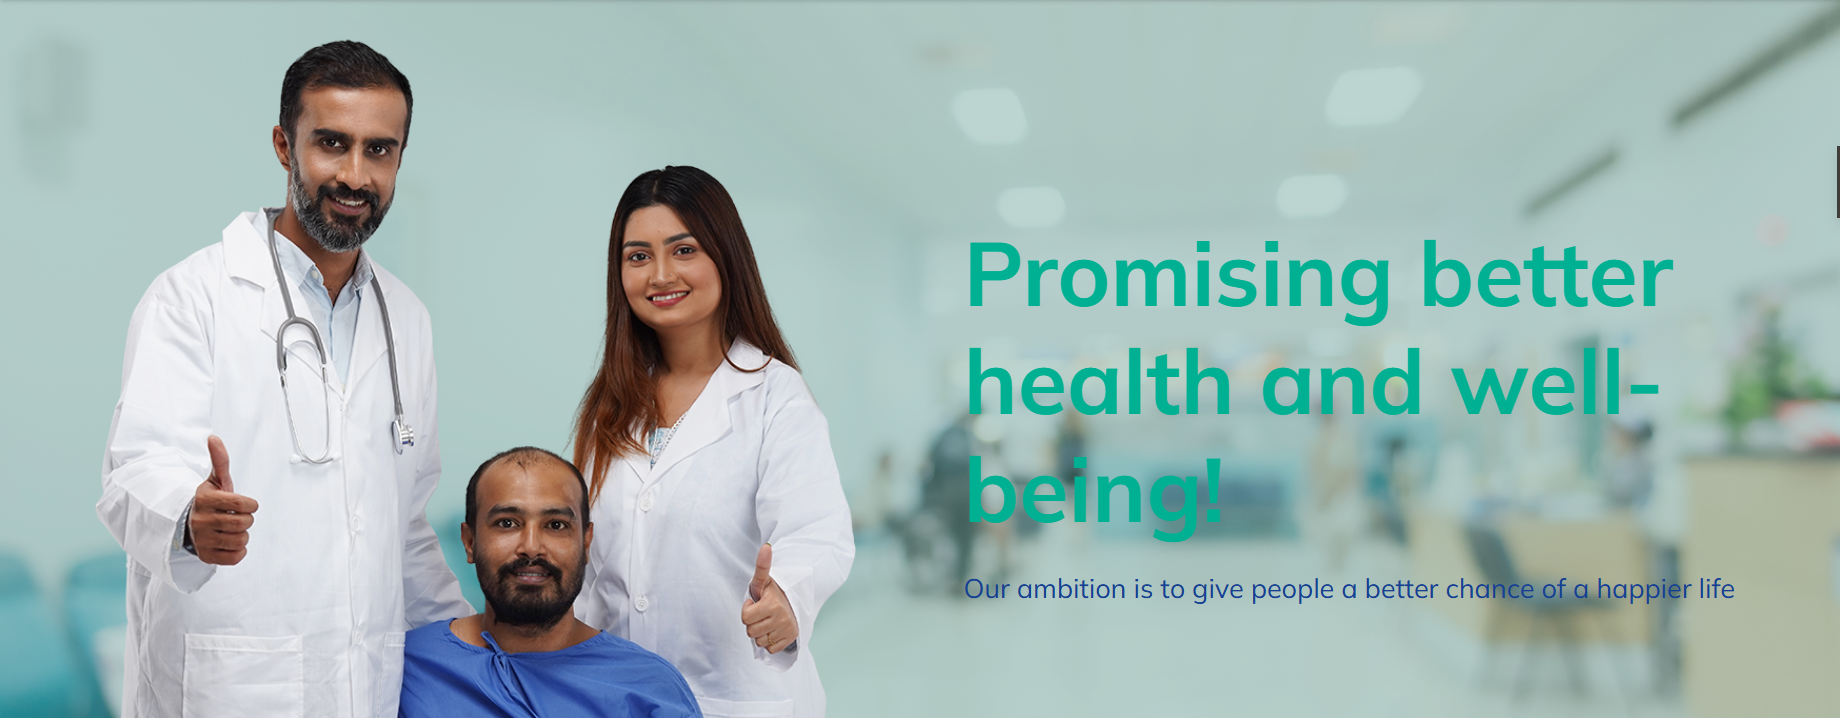 Promising better
health and well-
being!
Our ambition is to give people a better chance of a happier life